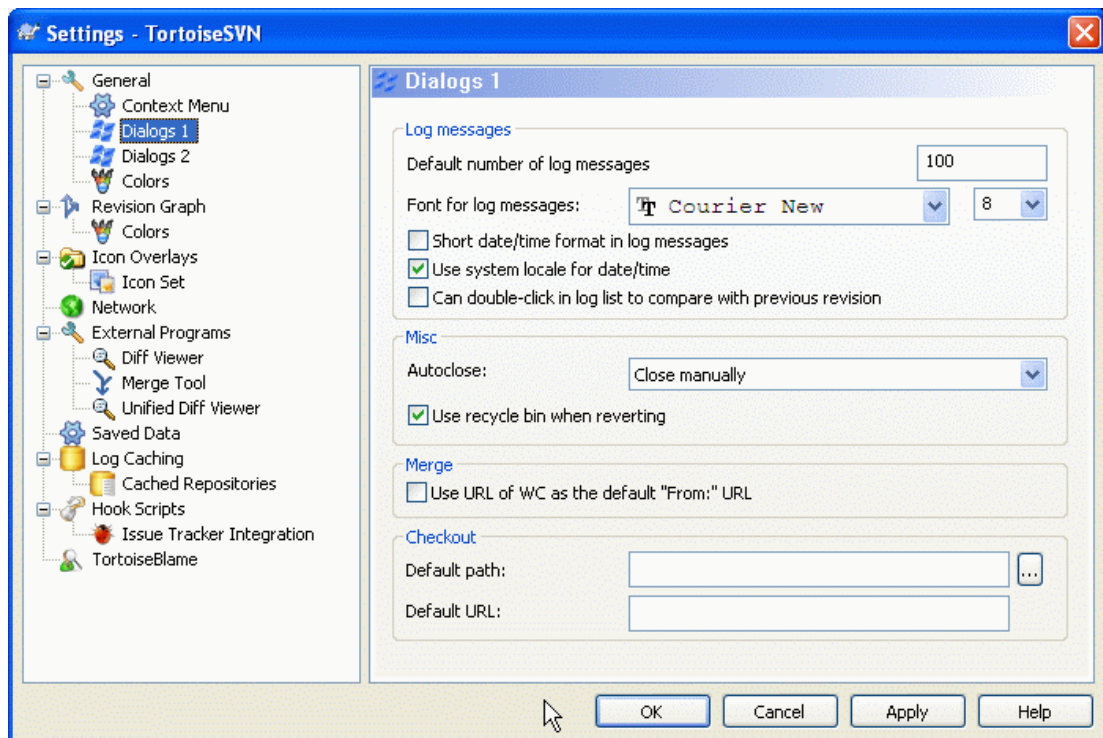 Settings - TortoiseSVN
General
Context Menu
Dialogs 1
Dialogs 2
Colors
Revision Graph
Colors
Icon Overlays
Icon Set
Network
External Programs
Diff Viewer
Merge Tool
Unified Diff Viewer
Saved Data
Log Caching
Cached Repositories
Hook Scripts
Issue Tracker Integration
TortoiseBlame
Dialogs 1
Log messages
Default number of log messages 100
Font for log messages: Courier New 8
Short date/time format in log messages
Use system locale for date/time
Can double-click in log list to compare with previous revision
Misc
Autoclose: Close manually
Use recycle bin when reverting
Merge
Use URL of WC as the default "From:" URL
Checkout
Default path: ...
Default URL:
OK Cancel Apply Help